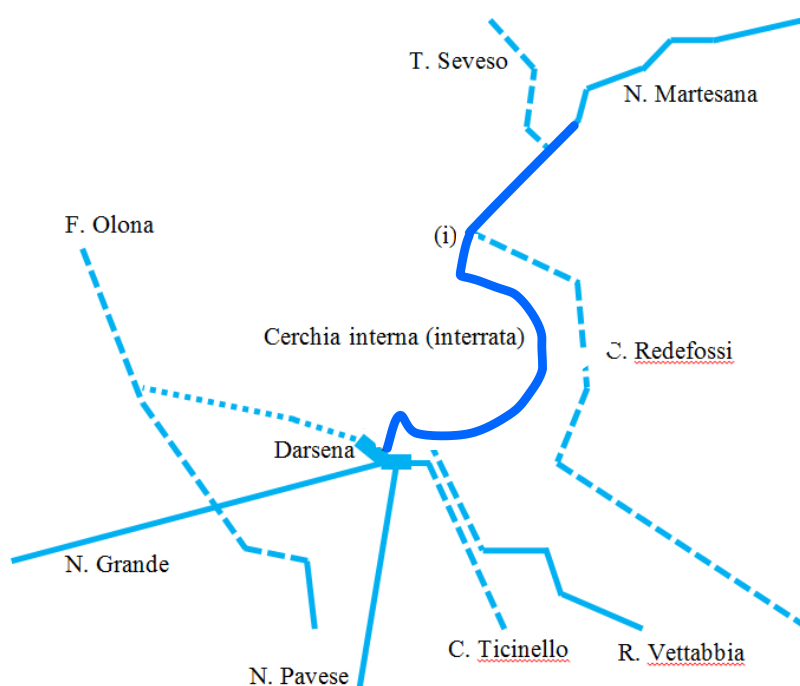 T. Seveso
N. Martesana
F. Olona
(i)
Cerchia interna (interrata)
C. Redefossi
Darsena
N. Grande
C. Ticinello
R. Vettabbia
N. Pavese